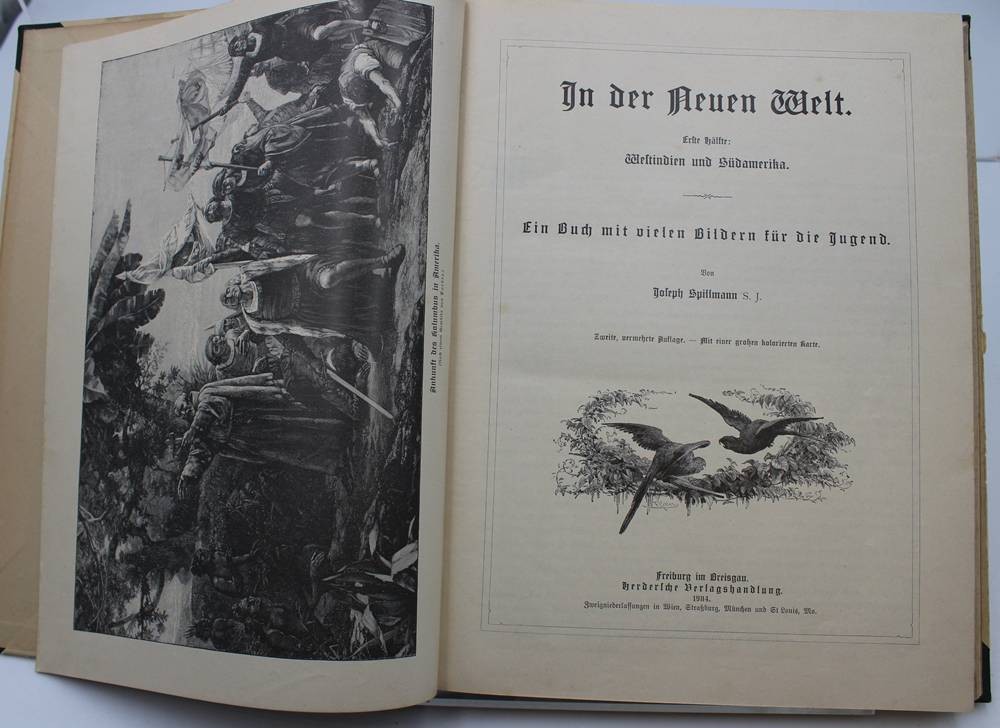 Ankunft des Kolumbus in Amerika.
In der Neuen Welt.
Erste Hälfte:
Westindien und Südamerika.
Ein Buch mit vielen Bildern für die Jugend.
Von
Joseph Spillmann S. J.
Zweite, vermehrte Auflage. — Mit einer großen kolorierten Karte.
Freiburg im Breisgau.
Herdersche Verlagshandlung.
1904.
Zweigniederlassungen in Wien, Straßburg, München und St Louis, Mo.